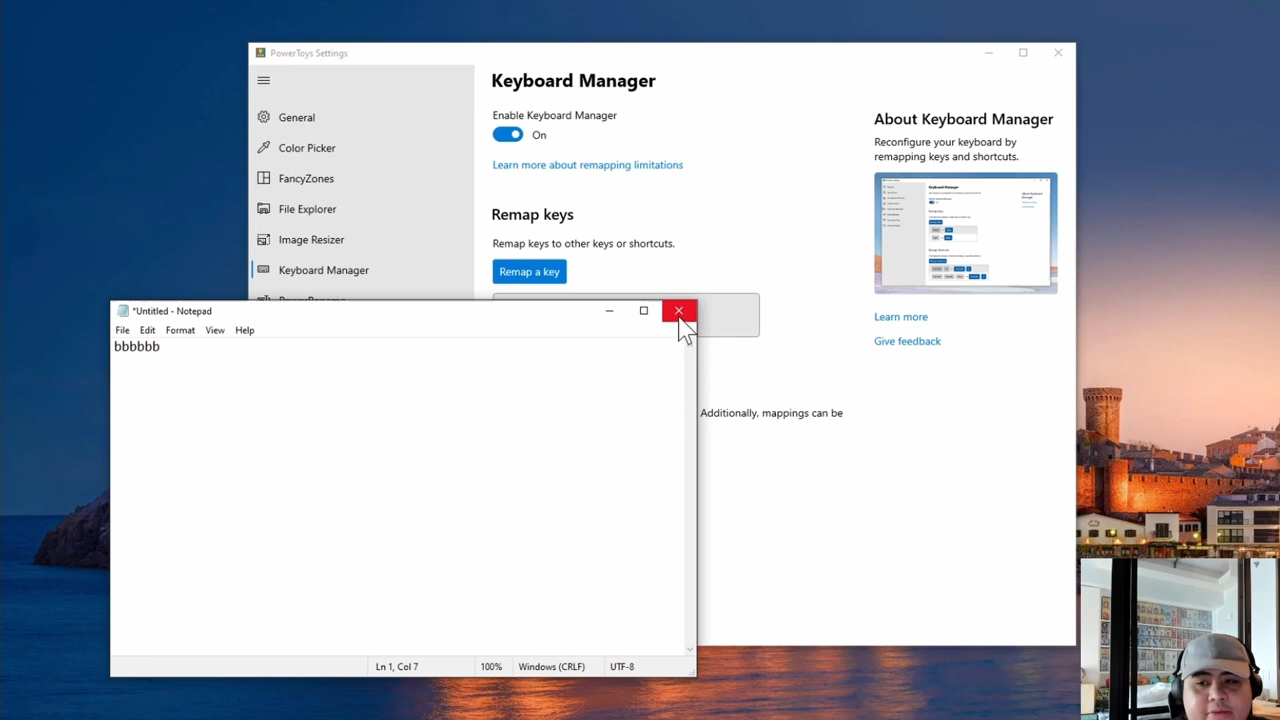 PowerToys Settings
Keyboard Manager
Enable Keyboard Manager
On
Learn more about remapping limitations
Remap keys
Remap keys to other keys or shortcuts.
Remap a key
General
Color Picker
FancyZones
File Explorer
Image Resizer
Keyboard Manager
About Keyboard Manager
Reconfigure your keyboard by
remapping keys and shortcuts.
Learn more
Give feedback
Additionally, mappings can be
*Untitled - Notepad
File Edit Format View Help
bbbbbb
Ln 1, Col 7 100% Windows (CRLF) UTF-8